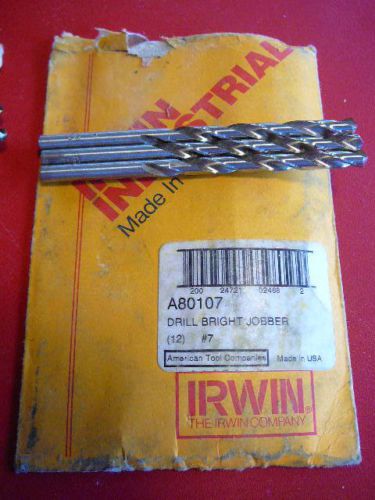 IRWIN
INDUSTRIAL
Made in
200 24721 02468 2
A80107
DRILL BRIGHT JOBBER
(12) #7
American Tool Companies Made in USA
IRWIN®
THE IRWIN COMPANY